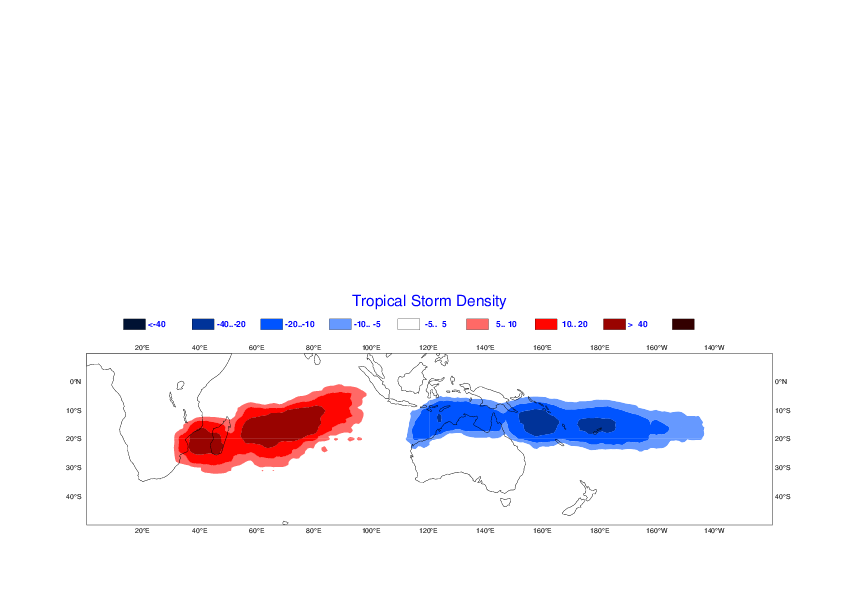 Tropical Storm Density
<-40 -40..-20 -20..-10 -10.. -5 -5.. 5 5.. 10 10.. 20 > 40
20°E 40°E 60°E 80°E 100°E 120°E 140°E 160°E 180°E 160°W 140°W
0°N 0°N
10°S 10°S
20°S 20°S
30°S 30°S
40°S 40°S
20°E 40°E 60°E 80°E 100°E 120°E 140°E 160°E 180°E 160°W 140°W